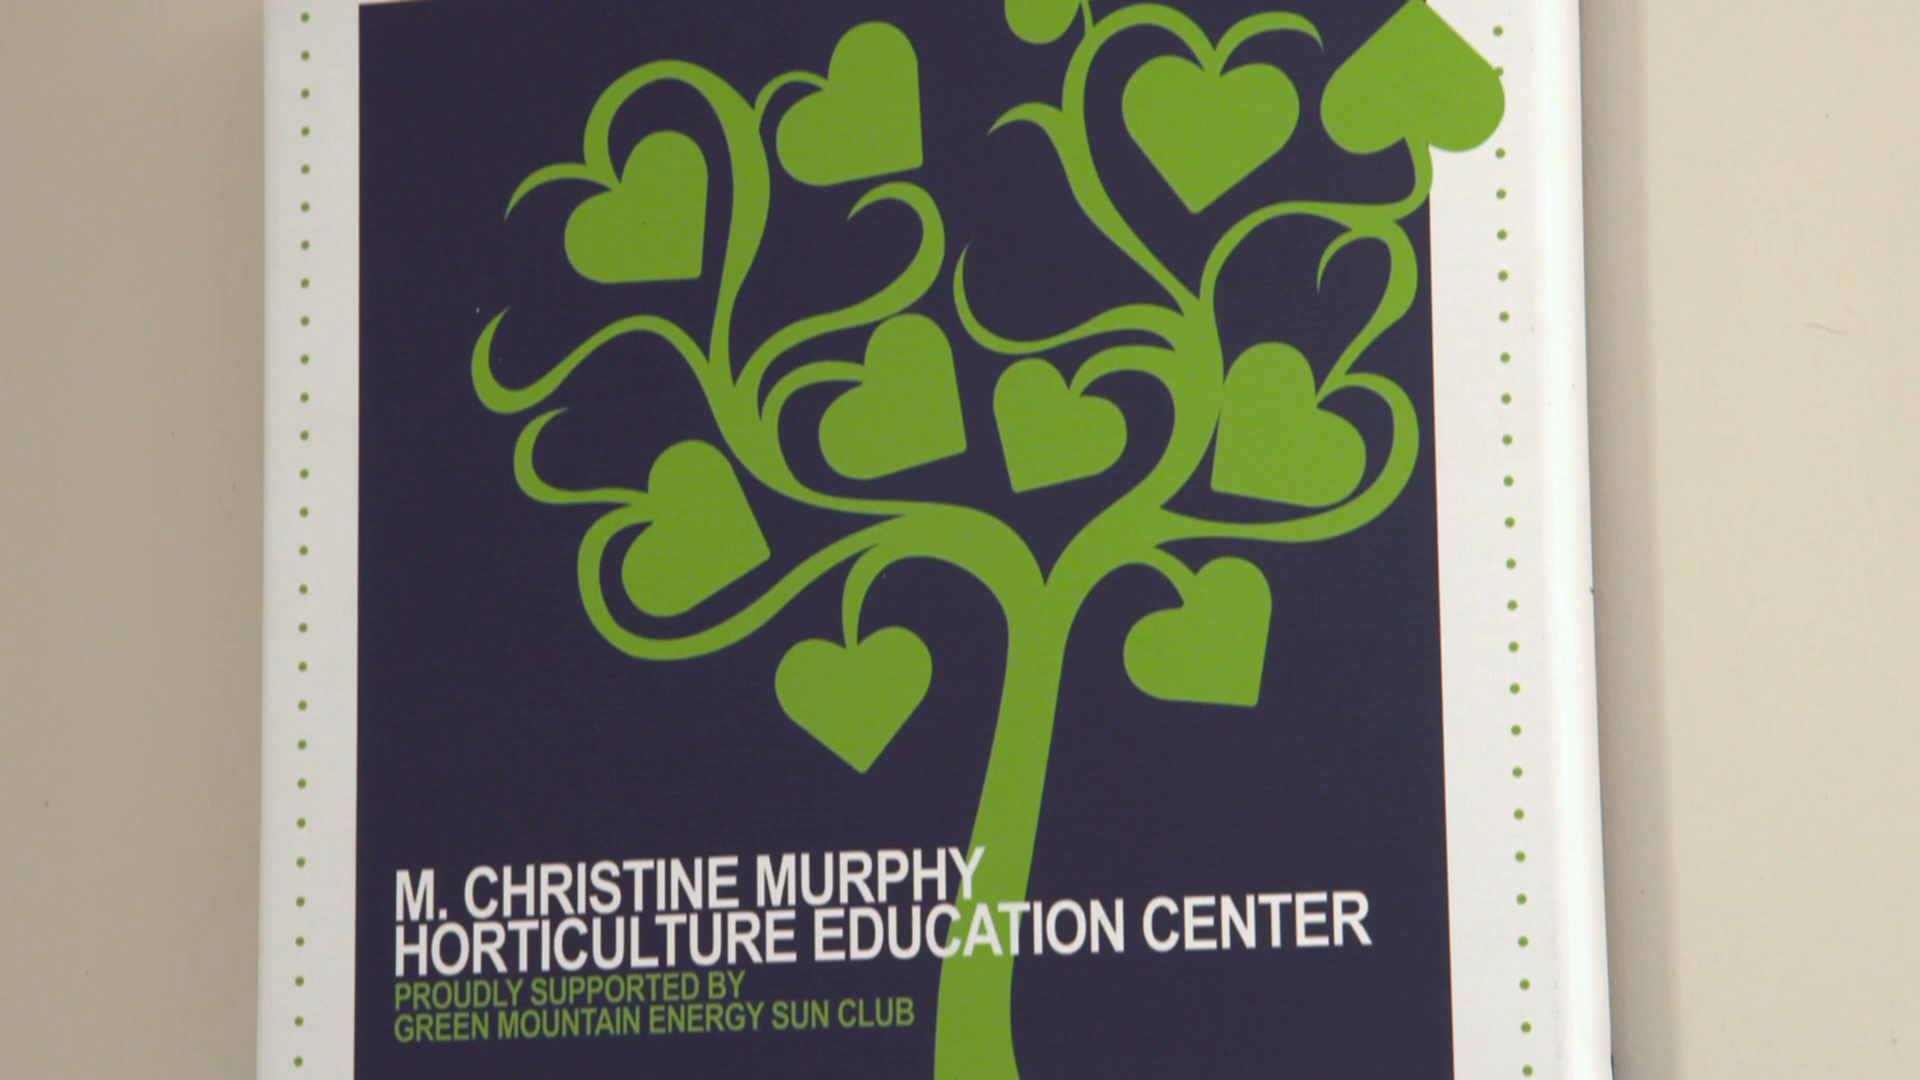 M. CHRISTINE MURPHY
HORTICULTURE EDUCATION CENTER
PROUDLY SUPPORTED BY
GREEN MOUNTAIN ENERGY SUN CLUB